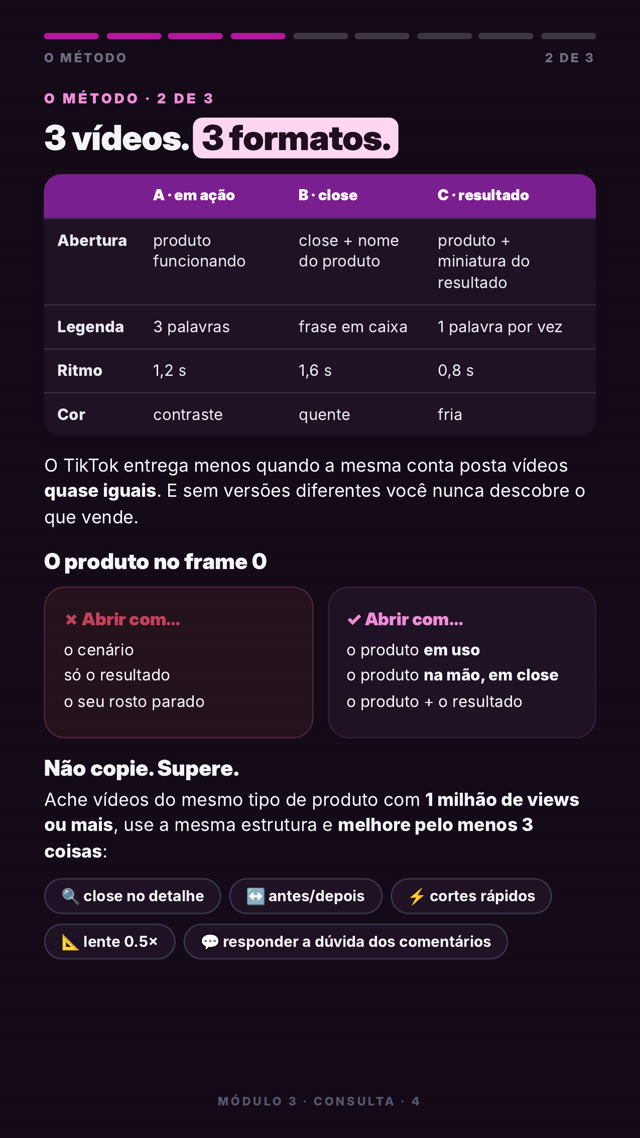 O MÉTODO 2 DE 3
O MÉTODO · 2 DE 3
3 vídeos. 3 formatos.
A · em ação B · close C · resultado
Abertura produto funcionando close + nome do produto produto + miniatura do resultado
Legenda 3 palavras frase em caixa 1 palavra por vez
Ritmo 1,2 s 1,6 s 0,8 s
Cor contraste quente fria
O TikTok entrega menos quando a mesma conta posta vídeos
quase iguais. E sem versões diferentes você nunca descobre o
que vende.
O produto no frame 0
✖ Abrir com...
o cenário
só o resultado
o seu rosto parado
✔ Abrir com...
o produto em uso
o produto na mão, em close
o produto + o resultado
Não copie. Supere.
Ache vídeos do mesmo tipo de produto com 1 milhão de views
ou mais, use a mesma estrutura e melhore pelo menos 3
coisas:
🔍 close no detalhe ↔️ antes/depois ⚡ cortes rápidos
📐 lente 0.5× 💬 responder a dúvida dos comentários
MÓDULO 3 · CONSULTA · 4